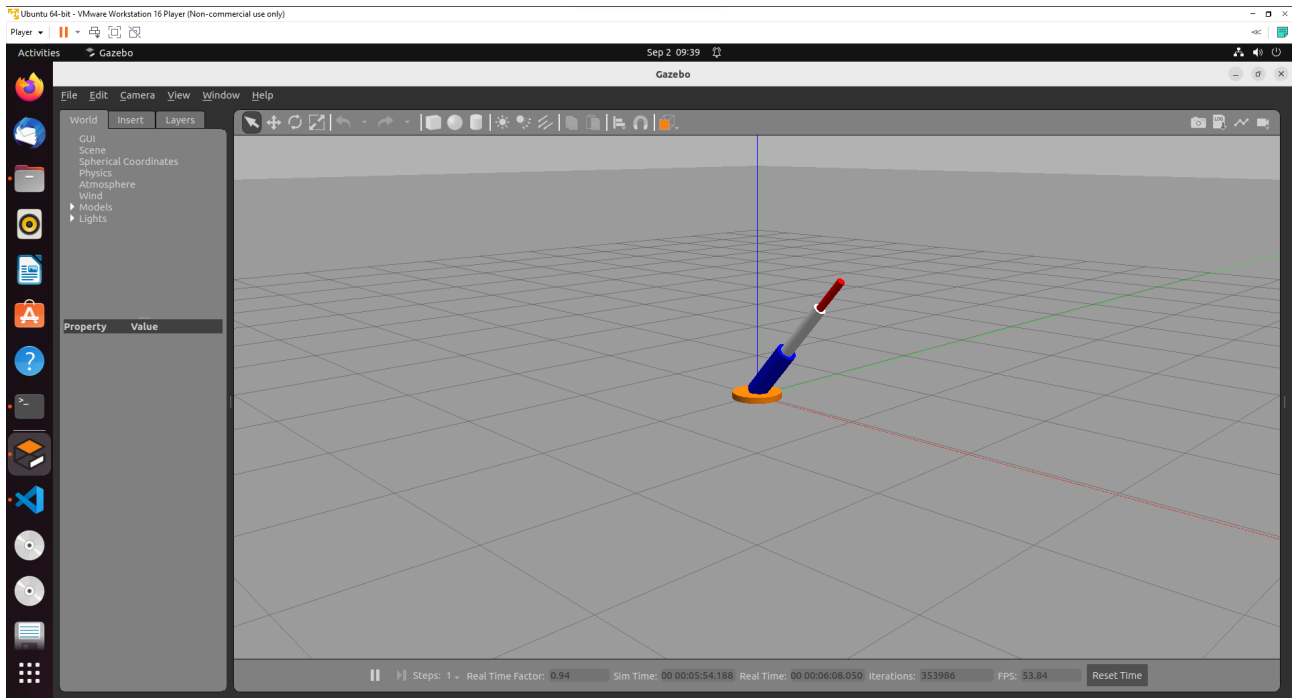 Ubuntu 64-bit - VMware Workstation 16 Player (Non-commercial use only)
Player
Activities Gazebo Sep 2 09:39
Gazebo
File Edit Camera View Window Help
World Insert Layers
GUI
Scene
Spherical Coordinates
Physics
Atmosphere
Wind
Models
Lights
Property Value
Steps: 1 Real Time Factor: 0.94 Sim Time: 00 00:05:54.188 Real Time: 00 00:06:08.050 Iterations: 353986 FPS: 53.84 Reset Time